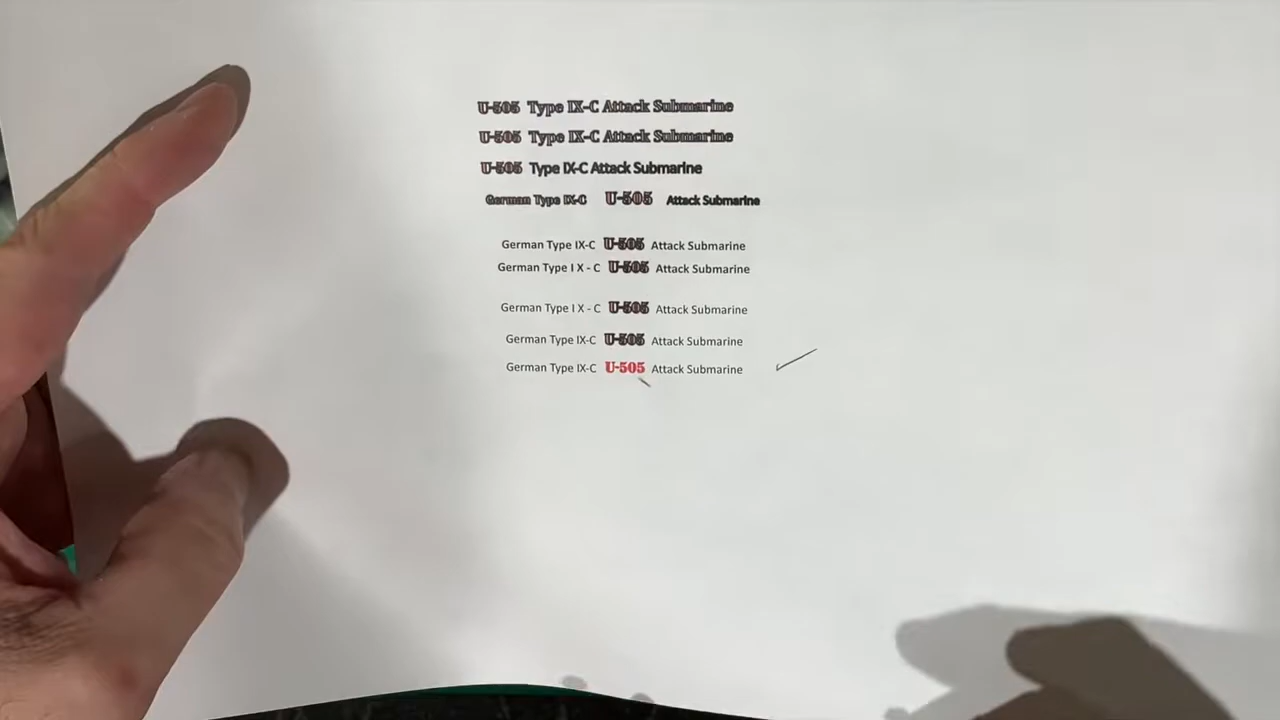 U-505 Type IX-C Attack Submarine
U-505 Type IX-C Attack Submarine
U-505 Type IX-C Attack Submarine
German Type IX-C U-505 Attack Submarine
German Type IX-C U-505 Attack Submarine
German Type I X - C U-505 Attack Submarine
German Type I X - C U-505 Attack Submarine
German Type IX-C U-505 Attack Submarine
German Type IX-C U-505 Attack Submarine